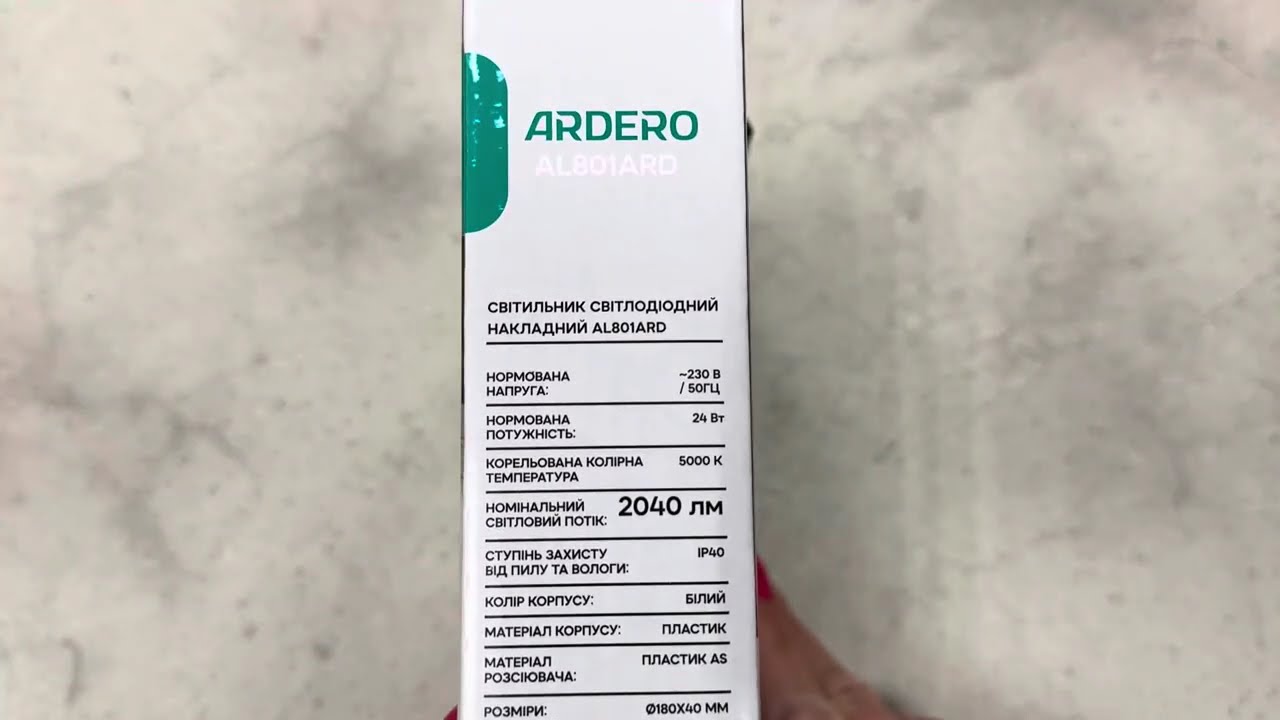 ARDERO
AL801ARD
СВІТИЛЬНИК СВІТЛОДІОДНИЙ
НАКЛАДНИЙ AL801ARD
НОРМОВАНА
НАПРУГА:
~230 В
/ 50ГЦ
НОРМОВАНА
ПОТУЖНІСТЬ:
24 Вт
КОРЕЛЬОВАНА КОЛІРНА
ТЕМПЕРАТУРА
5000 К
НОМІНАЛЬНИЙ
СВІТЛОВИЙ ПОТІК:
2040 лм
СТУПІНЬ ЗАХИСТУ
ВІД ПИЛУ ТА ВОЛОГИ:
IP40
КОЛІР КОРПУСУ: БІЛИЙ
МАТЕРІАЛ КОРПУСУ: ПЛАСТИК
МАТЕРІАЛ
РОЗСІЮВАЧА:
ПЛАСТИК AS
РОЗМІРИ: Ø180Х40 ММ